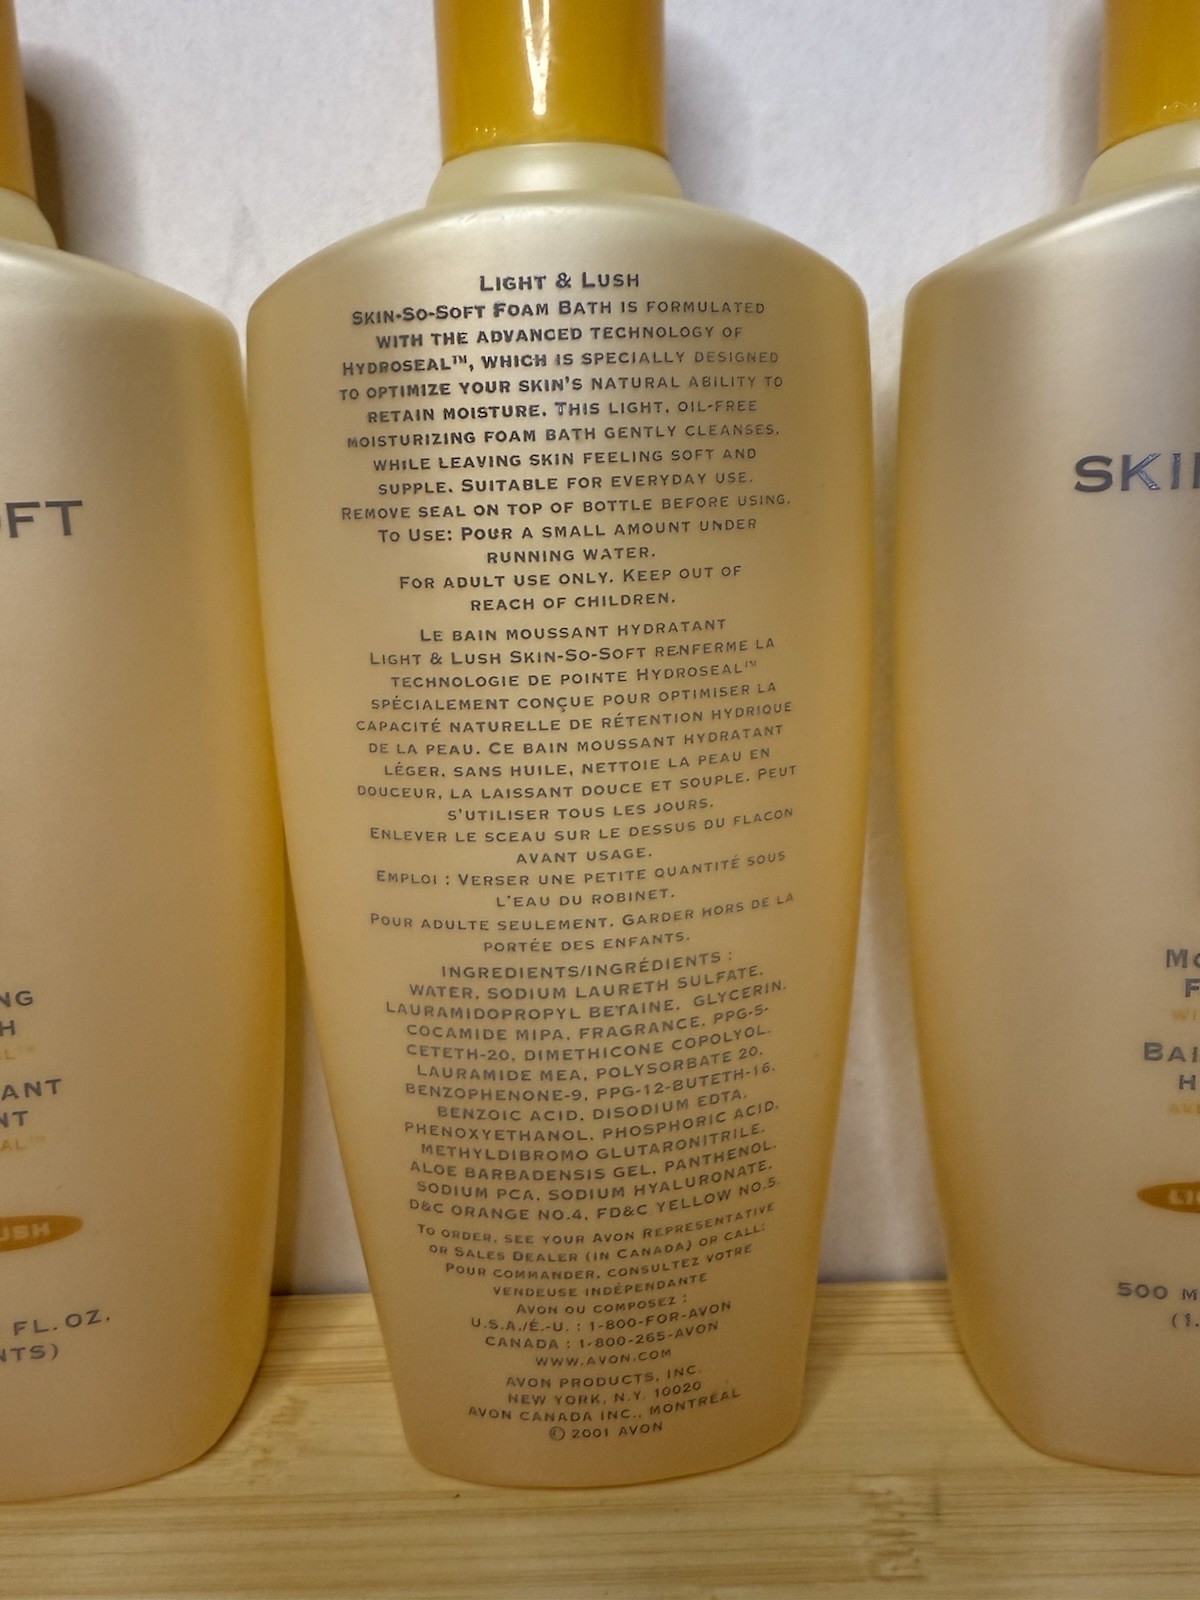 LIGHT & LUSH
SKIN-SO-SOFT FOAM BATH IS FORMULATED
WITH THE ADVANCED TECHNOLOGY OF
HYDROSEAL™, WHICH IS SPECIALLY DESIGNED
TO OPTIMIZE YOUR SKIN'S NATURAL ABILITY TO
RETAIN MOISTURE. THIS LIGHT, OIL-FREE
MOISTURIZING FOAM BATH GENTLY CLEANSES,
WHILE LEAVING SKIN FEELING SOFT AND
SUPPLE. SUITABLE FOR EVERYDAY USE.
REMOVE SEAL ON TOP OF BOTTLE BEFORE USING.
TO USE: POUR A SMALL AMOUNT UNDER
RUNNING WATER.
FOR ADULT USE ONLY. KEEP OUT OF
REACH OF CHILDREN.
LE BAIN MOUSSANT HYDRATANT
LIGHT & LUSH SKIN-SO-SOFT RENFERME LA
TECHNOLOGIE DE POINTE HYDROSEAL™
SPÉCIALEMENT CONÇUE POUR OPTIMISER LA
CAPACITÉ NATURELLE DE RÉTENTION HYDRIQUE
DE LA PEAU. CE BAIN MOUSSANT HYDRATANT
LÉGER, SANS HUILE, NETTOIE LA PEAU EN
DOUCEUR, LA LAISSANT DOUCE ET SOUPLE. PEUT
S'UTILISER TOUS LES JOURS.
ENLEVER LE SCEAU SUR LE DESSUS DU FLACON
AVANT USAGE.
EMPLOI : VERSER UNE PETITE QUANTITÉ SOUS
L'EAU DU ROBINET.
POUR ADULTE SEULEMENT. GARDER HORS DE LA
PORTÉE DES ENFANTS.
INGREDIENTS/INGRÉDIENTS :
WATER, SODIUM LAURETH SULFATE,
LAURAMIDOPROPYL BETAINE, GLYCERIN,
COCAMIDE MIPA, FRAGRANCE, PPG-5-
CETETH-20, DIMETHICONE COPOLYOL,
LAURAMIDE MEA, POLYSORBATE 20,
BENZOPHENONE-9, PPG-12-BUTETH-16,
BENZOIC ACID, DISODIUM EDTA,
PHENOXYETHANOL, PHOSPHORIC ACID,
METHYLDIBROMO GLUTARONITRILE,
ALOE BARBADENSIS GEL, PANTHENOL,
SODIUM PCA, SODIUM HYALURONATE,
D&C ORANGE NO.4, FD&C YELLOW NO.5.
TO ORDER, SEE YOUR AVON REPRESENTATIVE
OR SALES DEALER (IN CANADA) OR CALL:
POUR COMMANDER, CONSULTEZ VOTRE
VENDEUSE INDÉPENDANTE
AVON OU COMPOSEZ :
U.S.A./É.-U. : 1-800-FOR-AVON
CANADA : 1-800-265-AVON
WWW.AVON.COM
AVON PRODUCTS, INC.
NEW YORK, N.Y. 10020
AVON CANADA INC., MONTRÉAL
© 2001 AVON
OFT
NG
H
L™
ANT
NT
AL™
USH
FL.OZ.
NTS)
SKI
MO
F
WI
BAI
H
AV
LI
500 M
(1.